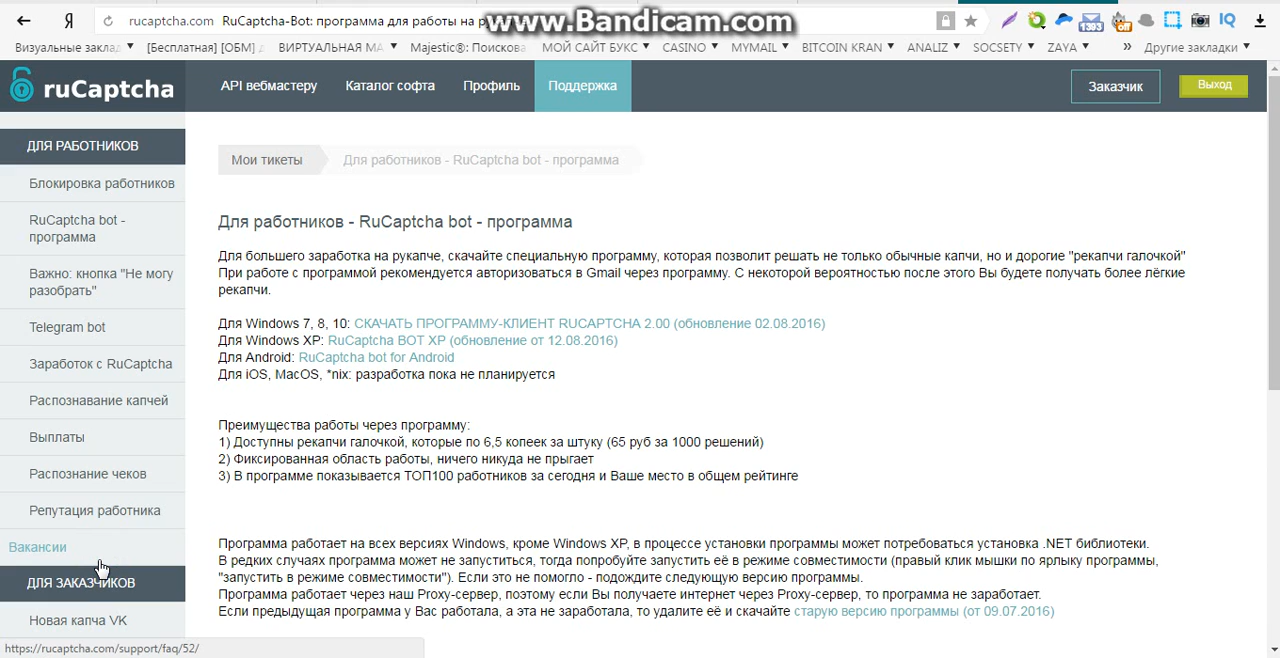 Я rucaptcha.com RuCaptcha-Bot: программа для работы на
www.Bandicam.com
1393 off IQ
Визуальные заклад [Бесплатная] [ОБМ] ВИРТУАЛЬНАЯ МА Majestic®: Поискова МОЙ САЙТ БУКС CASINO MYMAIL BITCOIN KRAN ANALIZ SOCSETY ZAYA » Другие закладки
ruCaptcha API вебмастеру Каталог софта Профиль Поддержка Заказчик Выход
ДЛЯ РАБОТНИКОВ
Блокировка работников
RuCaptcha bot -
программа
Важно: кнопка "Не могу
разобрать"
Telegram bot
Заработок с RuCaptcha
Распознавание капчей
Выплаты
Распознание чеков
Репутация работника
Вакансии
ДЛЯ ЗАКАЗЧИКОВ
Новая капча VK
https://rucaptcha.com/support/faq/52/
Мои тикеты Для работников - RuCaptcha bot - программа
Для работников - RuCaptcha bot - программа
Для большего заработка на рукапче, скачайте специальную программу, которая позволит решать не только обычные капчи, но и дорогие "рекапчи галочкой"
При работе с программой рекомендуется авторизоваться в Gmail через программу. С некоторой вероятностью после этого Вы будете получать более лёгкие
рекапчи.
Для Windows 7, 8, 10: СКАЧАТЬ ПРОГРАММУ-КЛИЕНТ RUCAPTCHA 2.00 (обновление 02.08.2016)
Для Windows XP: RuCaptcha BOT XP (обновление от 12.08.2016)
Для Android: RuCaptcha bot for Android
Для iOS, MacOS, *nix: разработка пока не планируется
Преимущества работы через программу:
1) Доступны рекапчи галочкой, которые по 6,5 копеек за штуку (65 руб за 1000 решений)
2) Фиксированная область работы, ничего никуда не прыгает
3) В программе показывается ТОП100 работников за сегодня и Ваше место в общем рейтинге
Программа работает на всех версиях Windows, кроме Windows XP, в процессе установки программы может потребоваться установка .NET библиотеки.
В редких случаях программа может не запуститься, тогда попробуйте запустить её в режиме совместимости (правый клик мышки по ярлыку программы,
"запустить в режиме совместимости"). Если это не помогло - подождите следующую версию программы.
Программа работает через наш Proxy-сервер, поэтому если Вы получаете интернет через Proxy-сервер, то программа не заработает.
Если предыдущая программа у Вас работала, а эта не заработала, то удалите её и скачайте старую версию программы (от 09.07.2016)